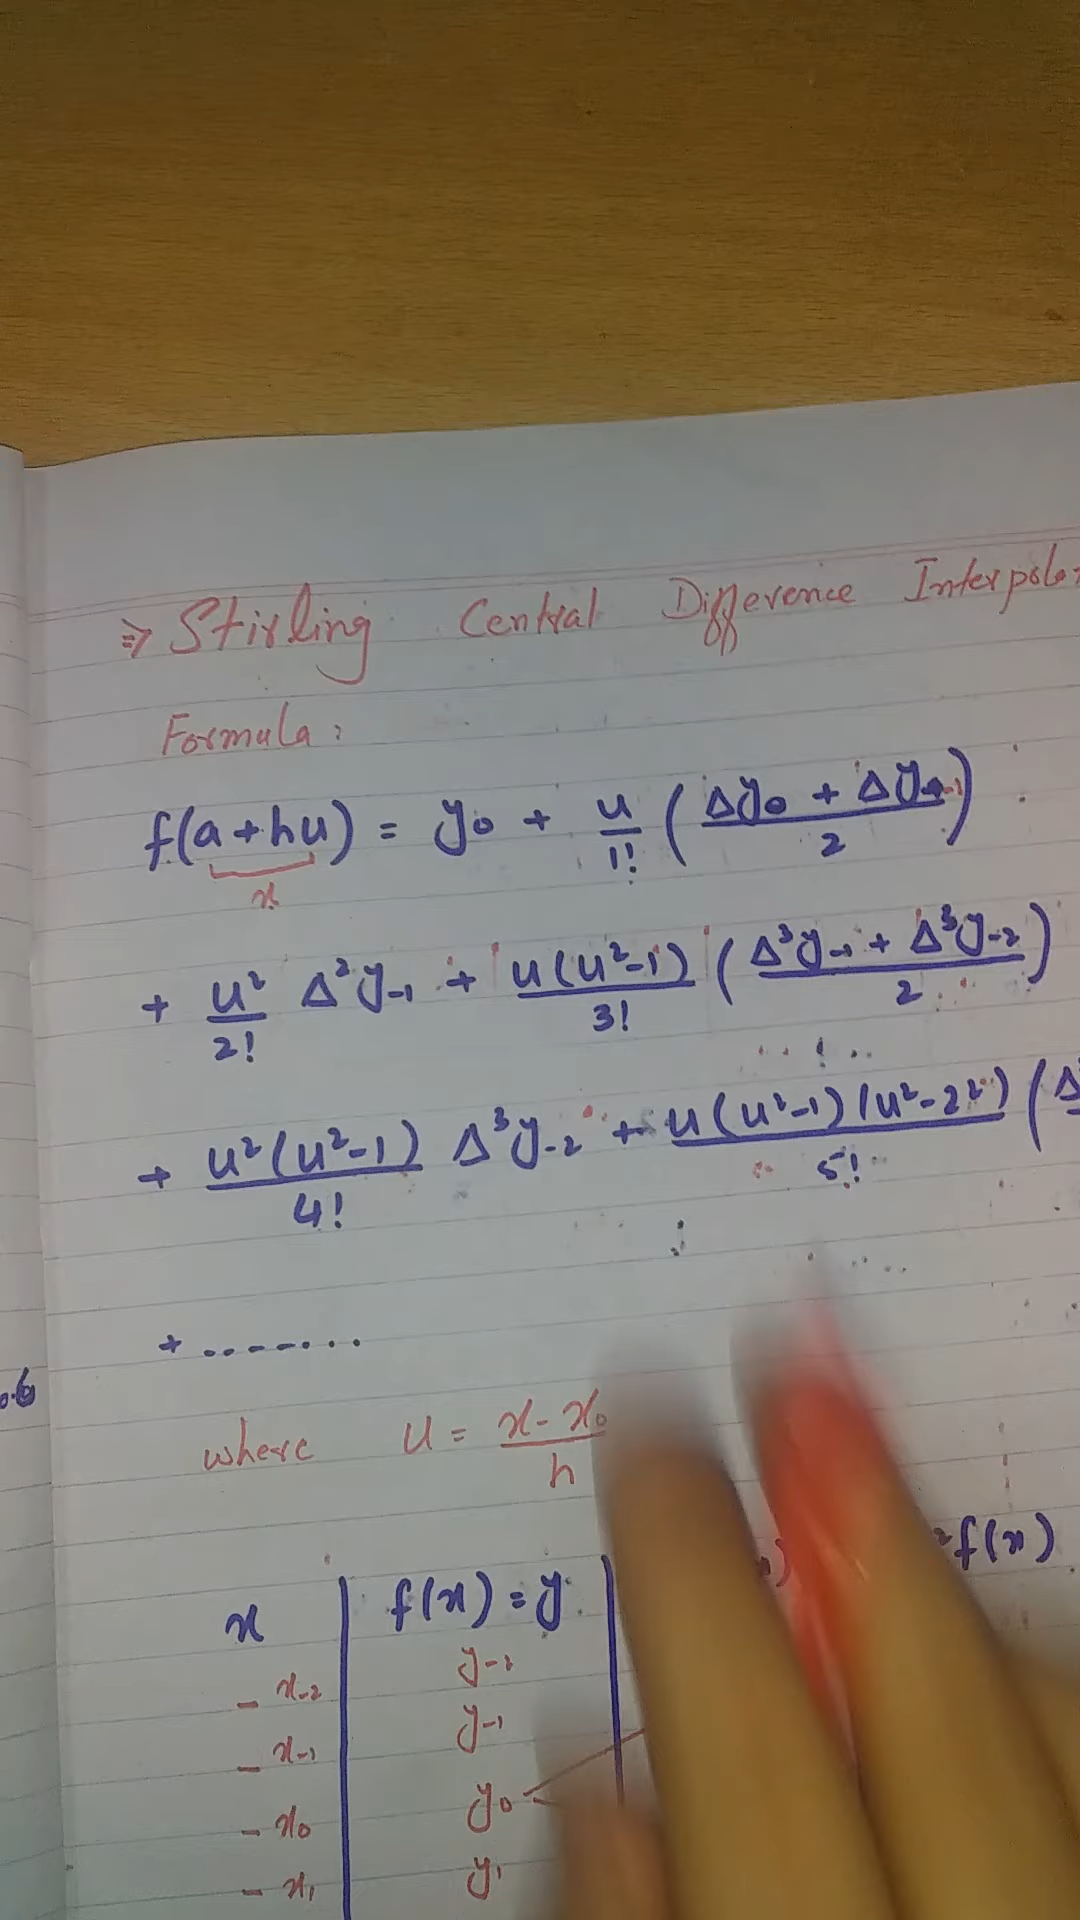 ⇒ Stirling Central Difference Interpola
Formula:
f(a+hu) = y₀ + u/1! (Δy₀ + Δy₋₁)/2
x
+ u²/2! Δ²y₋₁ + u(u²-1)/3! (Δ³y₋₁ + Δ³y₋₂)/2
+ u²(u²-1)/4! Δ³y₋₂ + u(u²-1)(u²-2²)/5! (Δ
+ .......
.6
where u = x-x₀/h
x f(x)=y ²f(x)
- x₋₂ y₋₂
- x₋₁ y₋₁
- x₀ y₀
- x₁ y₁